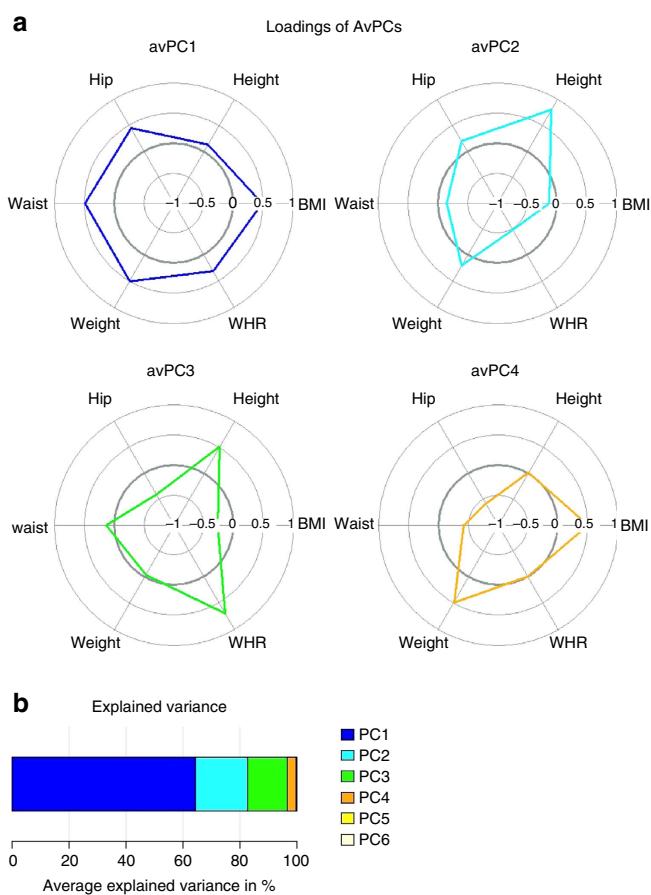 a
Loadings of AvPCs
avPC1
avPC2
Hip
Height
Hip
Height
Waist
−1 −0.5 0 0.5 1 BMI
Waist
−1 −0.5 0 0.5 1 BMI
Weight
WHR
Weight
WHR
avPC3
avPC4
Hip
Height
Hip
Height
waist
−1 −0.5 0 0.5 1 BMI
Waist
−1 −0.5 0 0.5 1 BMI
Weight
WHR
Weight
WHR
b
Explained variance
PC1
PC2
PC3
PC4
PC5
PC6
0 20 40 60 80 100
Average explained variance in %